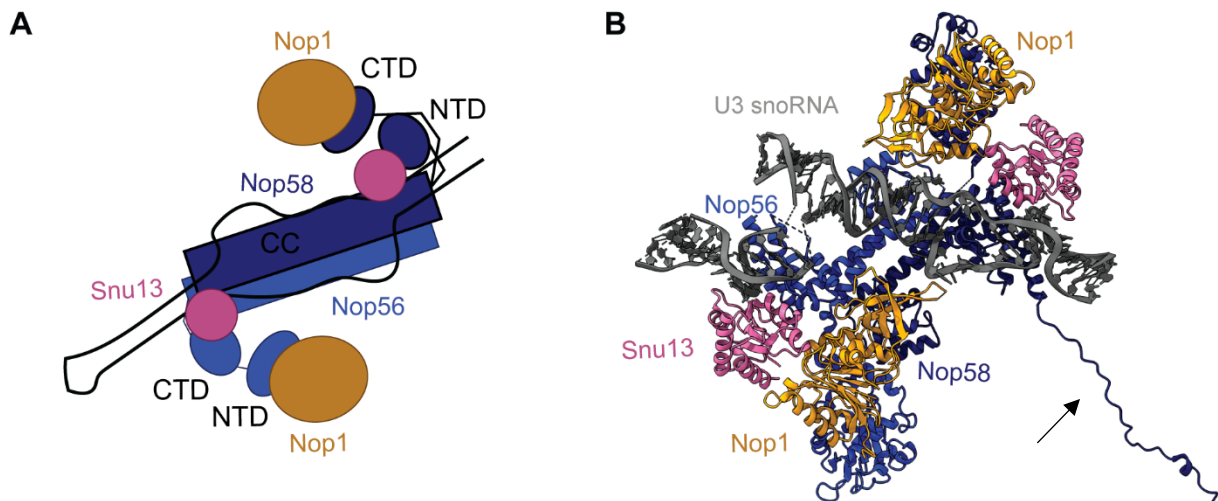 A
Nop1
CTD
NTD
Nop58
CC
Snu13
Nop56
CTD
NTD
Nop1
B
Nop1
U3 snoRNA
Nop56
Snu13
Nop58
Nop1